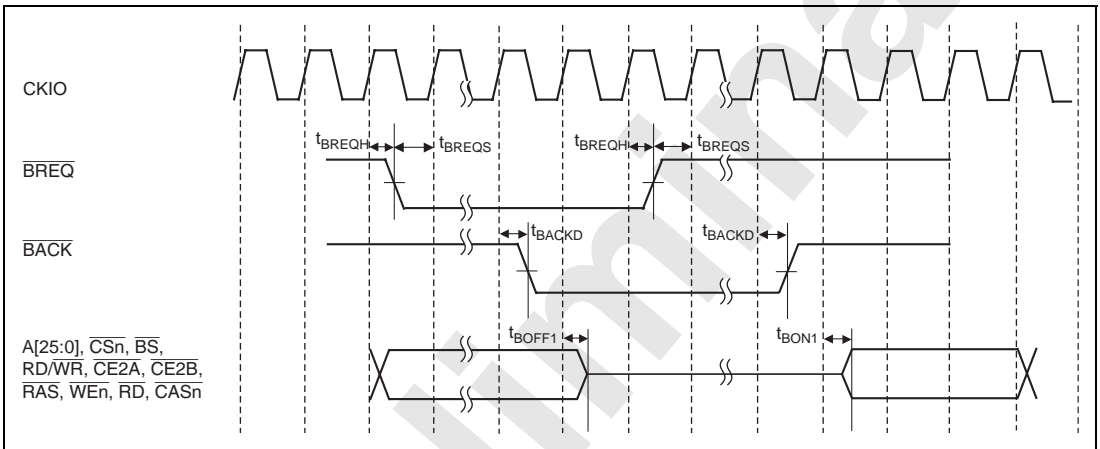 CKIO
tBREQH tBREQS tBREQH tBREQS
BREQ
tBACKD tBACKD
BACK
tBOFF1 tBON1
A[25:0], CSn, BS,
RD/WR, CE2A, CE2B,
RAS, WEn, RD, CASn